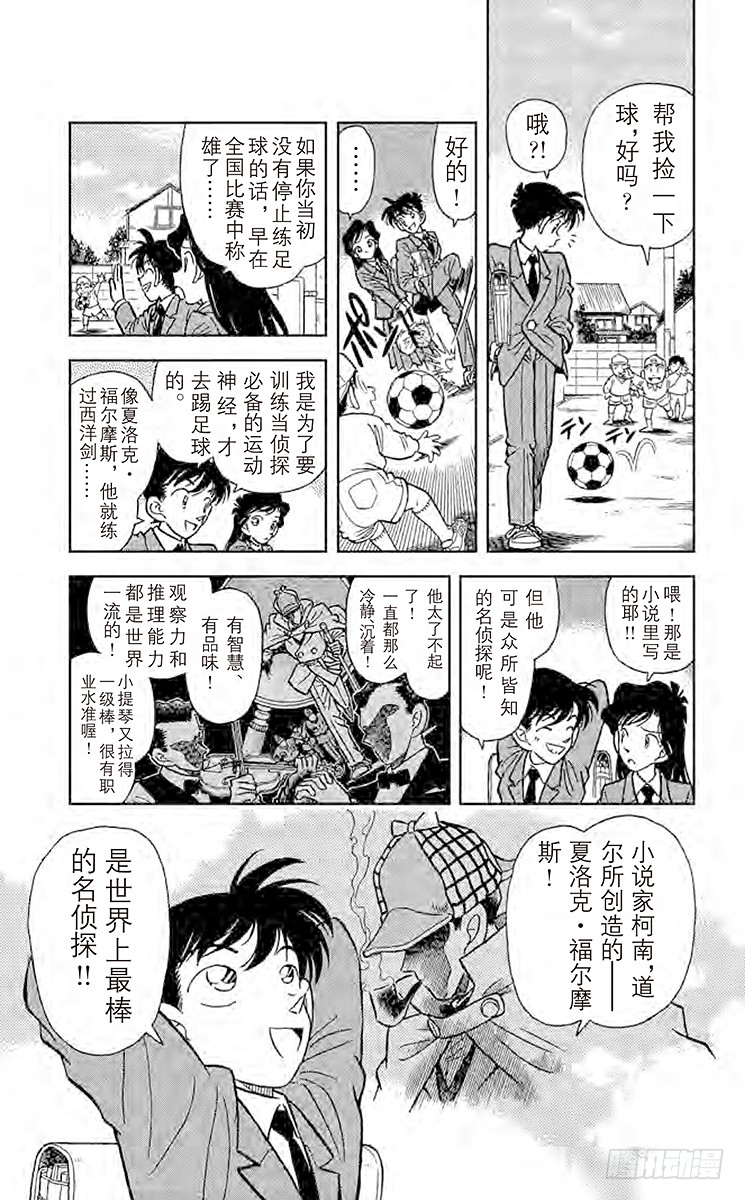 帮我捡一下
球,好吗?
哦?!
好的!
……
ポン
テン
テン
如果你当初
没有停止练足
球的话，早在
全国比赛中称
雄了……
我是为了要
训练当侦探
必备的运动
神经，才
去踢足球
的。
像夏洛克·
福尔摩斯，他就练
过西洋剑……
喂！那是
小说里写
的耶!!
但他
可是众所皆知
的名侦探呢！
他太了不起
了！
一直都那么
冷静、沉着！
有智慧、
有品味！
观察力和
推理能力
都是世界
一流的！
小提琴又拉得
一级棒，很有职
业水准喔！
小说家柯南,道
尔所创造的——
夏洛克·福尔摩
斯！
是世界上最棒
的名侦探!!
腾讯动漫